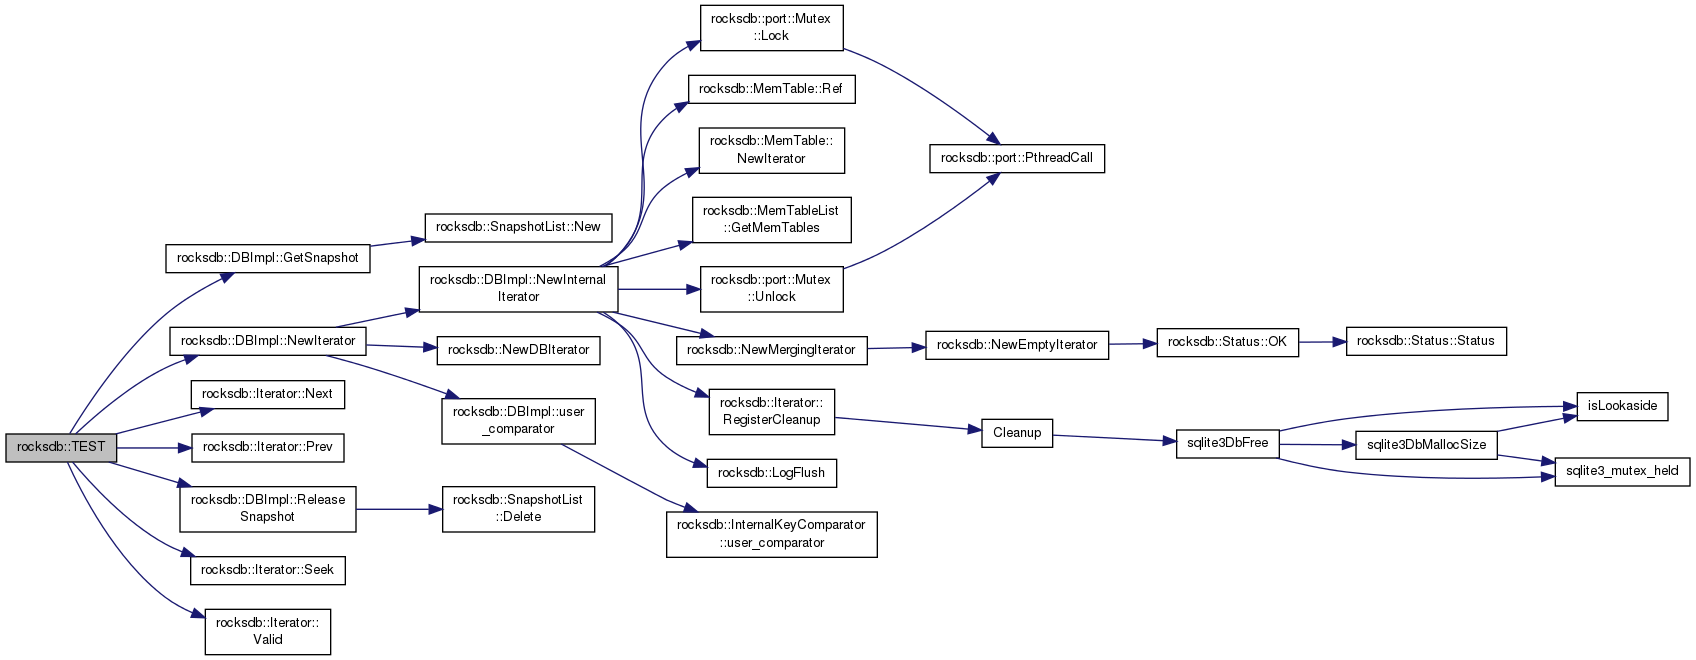 rocksdb::port::Mutex
::Lock
rocksdb::MemTable::Ref
rocksdb::MemTable::
NewIterator
rocksdb::port::PthreadCall
rocksdb::MemTableList
::GetMemTables
rocksdb::SnapshotList::New
rocksdb::DBImpl::GetSnapshot
rocksdb::DBImpl::NewInternal
Iterator
rocksdb::port::Mutex
::Unlock
rocksdb::DBImpl::NewIterator
rocksdb::NewDBIterator
rocksdb::NewMergingIterator
rocksdb::NewEmptyIterator
rocksdb::Status::OK
rocksdb::Status::Status
rocksdb::Iterator::Next
rocksdb::DBImpl::user
_comparator
rocksdb::Iterator::
RegisterCleanup
isLookaside
rocksdb::TEST
rocksdb::Iterator::Prev
Cleanup
sqlite3DbFree
sqlite3DbMallocSize
rocksdb::LogFlush
sqlite3_mutex_held
rocksdb::DBImpl::Release
Snapshot
rocksdb::SnapshotList
::Delete
rocksdb::InternalKeyComparator
::user_comparator
rocksdb::Iterator::Seek
rocksdb::Iterator::
Valid